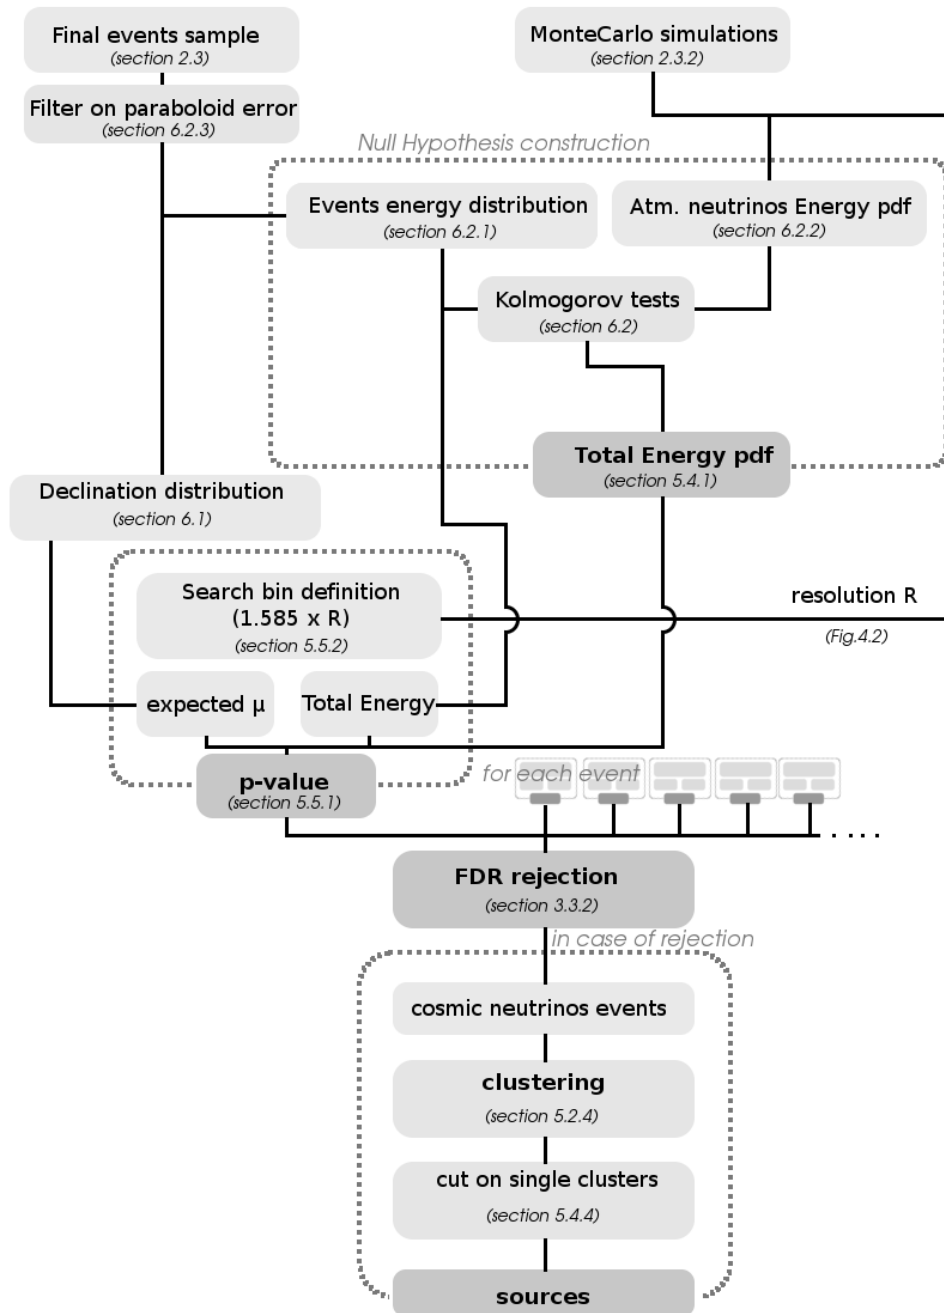 Final events sample
(section 2.3)
MonteCarlo simulations
(section 2.3.2)
Filter on paraboloid error
(section 6.2.3)
Null Hypothesis construction
Events energy distribution
(section 6.2.1)
Atm. neutrinos Energy pdf
(section 6.2.2)
Kolmogorov tests
(section 6.2)
Total Energy pdf
(section 5.4.1)
Declination distribution
(section 6.1)
Search bin definition
(1.585 x R)
(section 5.5.2)
resolution R
(Fig.4.2)
expected μ
Total Energy
p-value
(section 5.5.1)
for each event
. . . .
FDR rejection
(section 3.3.2)
in case of rejection
cosmic neutrinos events
clustering
(section 5.2.4)
cut on single clusters
(section 5.4.4)
sources